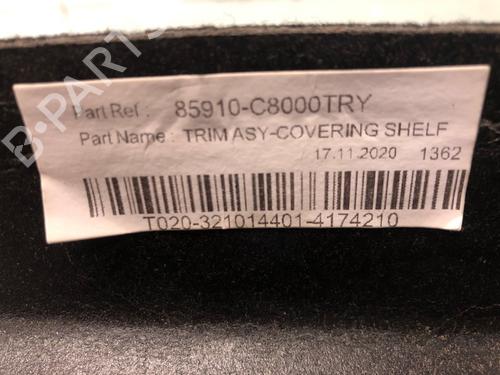 B-PARTS
Part Ref : 85910-C8000TRY
Part Name : TRIM ASY-COVERING SHELF
17.11.2020 1362
T020-321014401-4174210